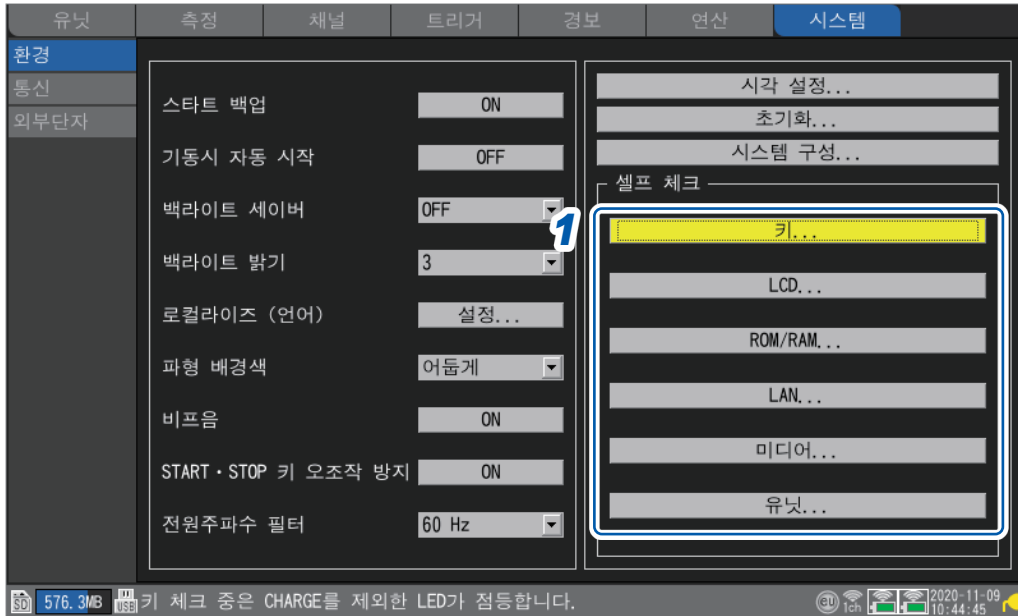 유닛 측정 채널 트리거 경보 연산 시스템
환경
통신
외부단자
스타트 백업 ON
기동시 자동 시작 OFF
백라이트 세이버 OFF
백라이트 밝기 3
로컬라이즈 (언어) 설정...
파형 배경색 어둡게
비프음 ON
START・STOP 키 오조작 방지 ON
전원주파수 필터 60 Hz
시각 설정...
초기화...
시스템 구성...
셀프 체크
1
키...
LCD...
ROM/RAM...
LAN...
미디어...
유닛...
SD 576.3MB USB 키 체크 중은 CHARGE를 제외한 LED가 점등합니다. 1ch 2020-11-09
10:44:45